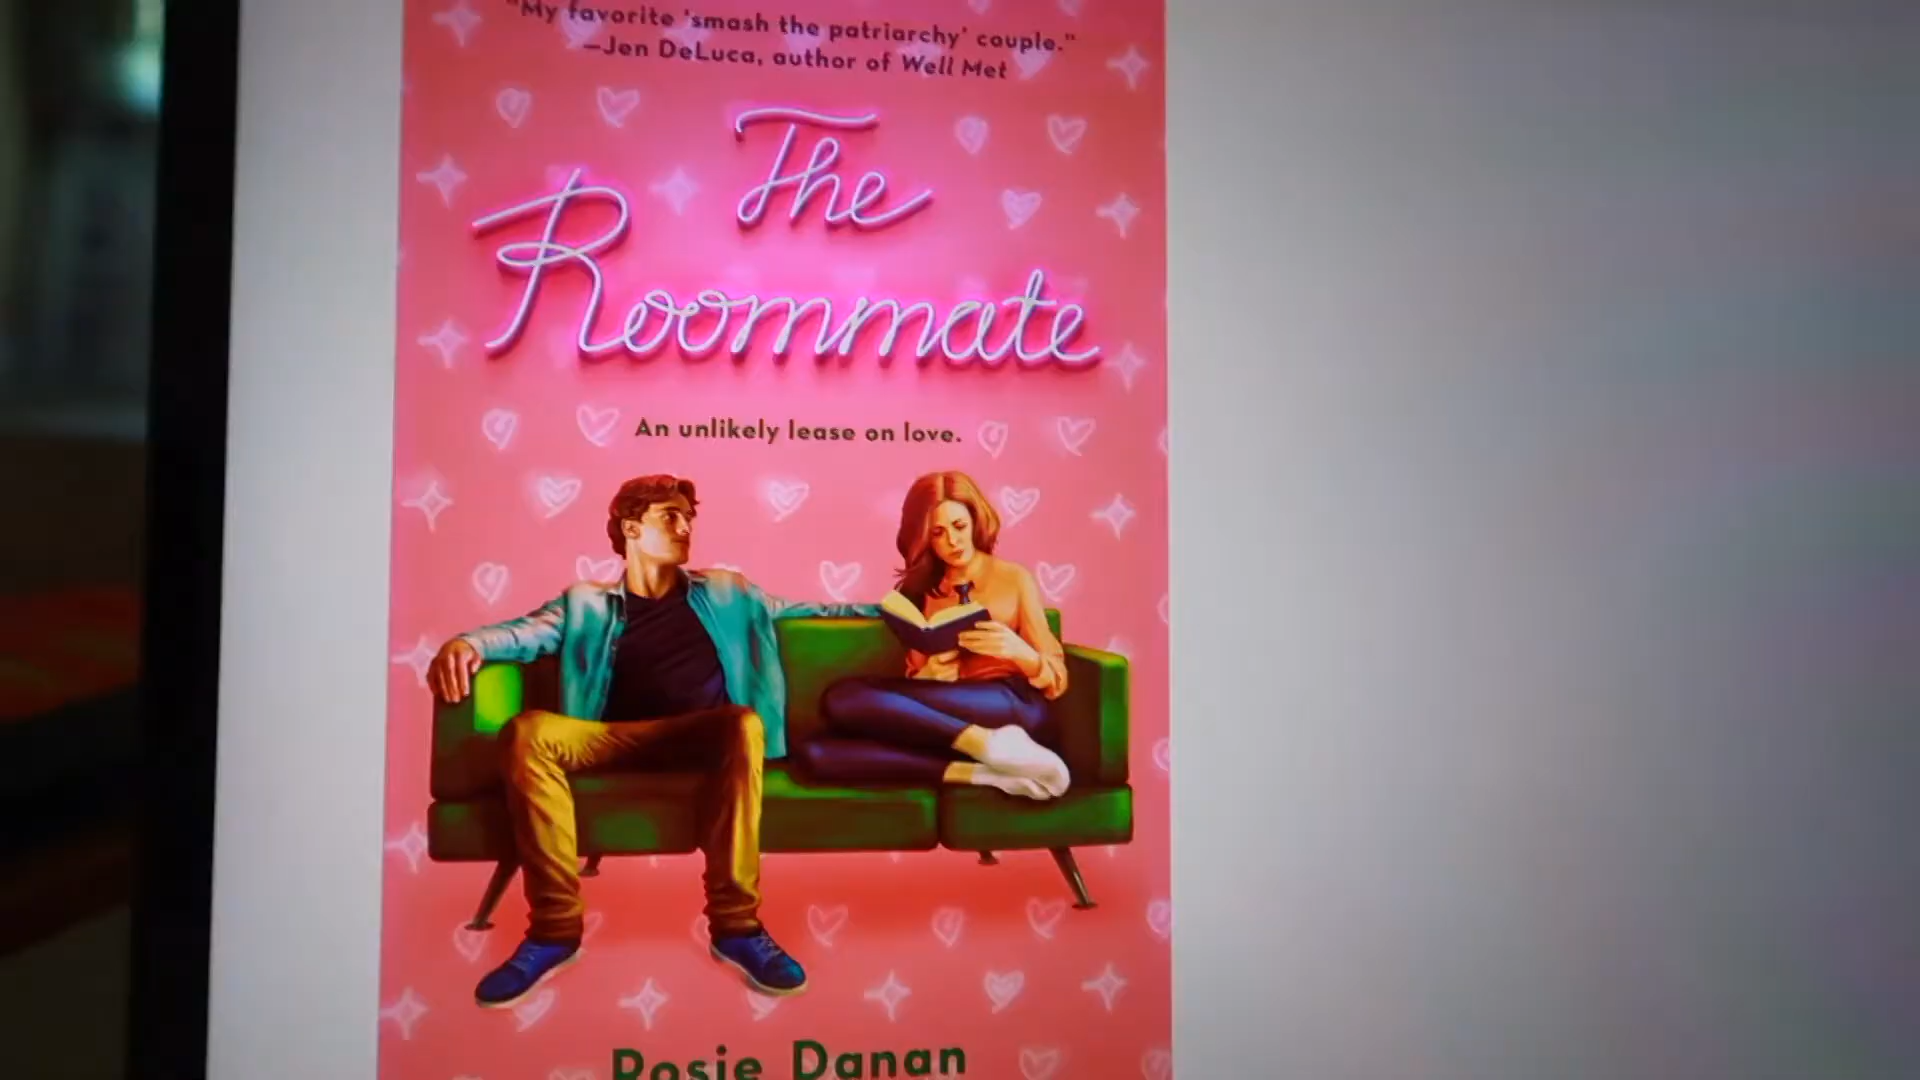 "My favorite 'smash the patriarchy' couple."
—Jen DeLuca, author of Well Met
The
Roommate
An unlikely lease on love.
Rosie Danan